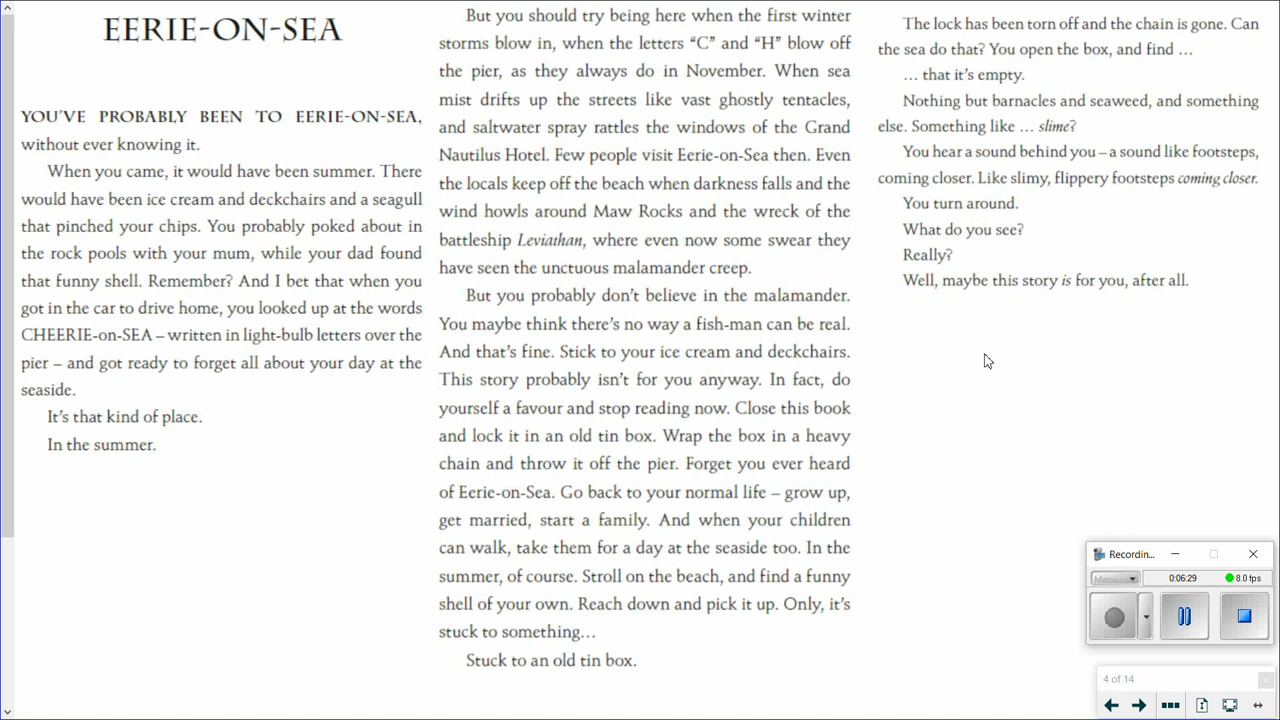 EERIE-ON-SEA
YOU'VE PROBABLY BEEN TO EERIE-ON-SEA,
without ever knowing it.
When you came, it would have been summer. There
would have been ice cream and deckchairs and a seagull
that pinched your chips. You probably poked about in
the rock pools with your mum, while your dad found
that funny shell. Remember? And I bet that when you
got in the car to drive home, you looked up at the words
CHEERIE-on-SEA – written in light-bulb letters over the
pier – and got ready to forget all about your day at the
seaside.
It's that kind of place.
In the summer.
But you should try being here when the first winter
storms blow in, when the letters “C” and “H” blow off
the pier, as they always do in November. When sea
mist drifts up the streets like vast ghostly tentacles,
and saltwater spray rattles the windows of the Grand
Nautilus Hotel. Few people visit Eerie-on-Sea then. Even
the locals keep off the beach when darkness falls and the
wind howls around Maw Rocks and the wreck of the
battleship Leviathan, where even now some swear they
have seen the unctuous malamander creep.
But you probably don't believe in the malamander.
You maybe think there's no way a fish-man can be real.
And that's fine. Stick to your ice cream and deckchairs.
This story probably isn't for you anyway. In fact, do
yourself a favour and stop reading now. Close this book
and lock it in an old tin box. Wrap the box in a heavy
chain and throw it off the pier. Forget you ever heard
of Eerie-on-Sea. Go back to your normal life – grow up,
get married, start a family. And when your children
can walk, take them for a day at the seaside too. In the
summer, of course. Stroll on the beach, and find a funny
shell of your own. Reach down and pick it up. Only, it's
stuck to something…
Stuck to an old tin box.
The lock has been torn off and the chain is gone. Can
the sea do that? You open the box, and find …
… that it's empty.
Nothing but barnacles and seaweed, and something
else. Something like … slime?
You hear a sound behind you – a sound like footsteps,
coming closer. Like slimy, flippery footsteps coming closer.
You turn around.
What do you see?
Really?
Well, maybe this story is for you, after all.
Recordin...
Menu
0:06:29
8.0 fps
4 of 14